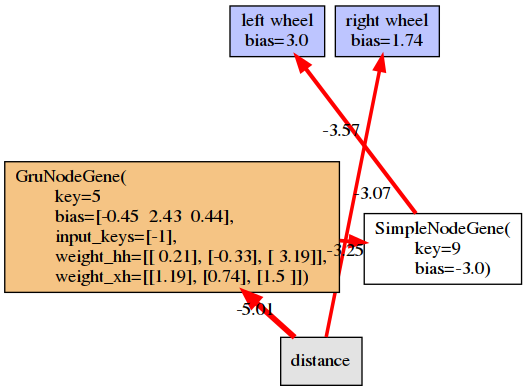 left wheel
bias=3.0
right wheel
bias=1.74
-3.57
GruNodeGene(
key=5
bias=[-0.45 2.43 0.44],
input_keys=[-1],
weight_hh=[[ 0.21], [-0.33], [ 3.19]],
weight_xh=[[1.19], [0.74], [1.5 ]])
-3.07
SimpleNodeGene(
key=9
bias=-3.0)
-3.25
-5.01
distance